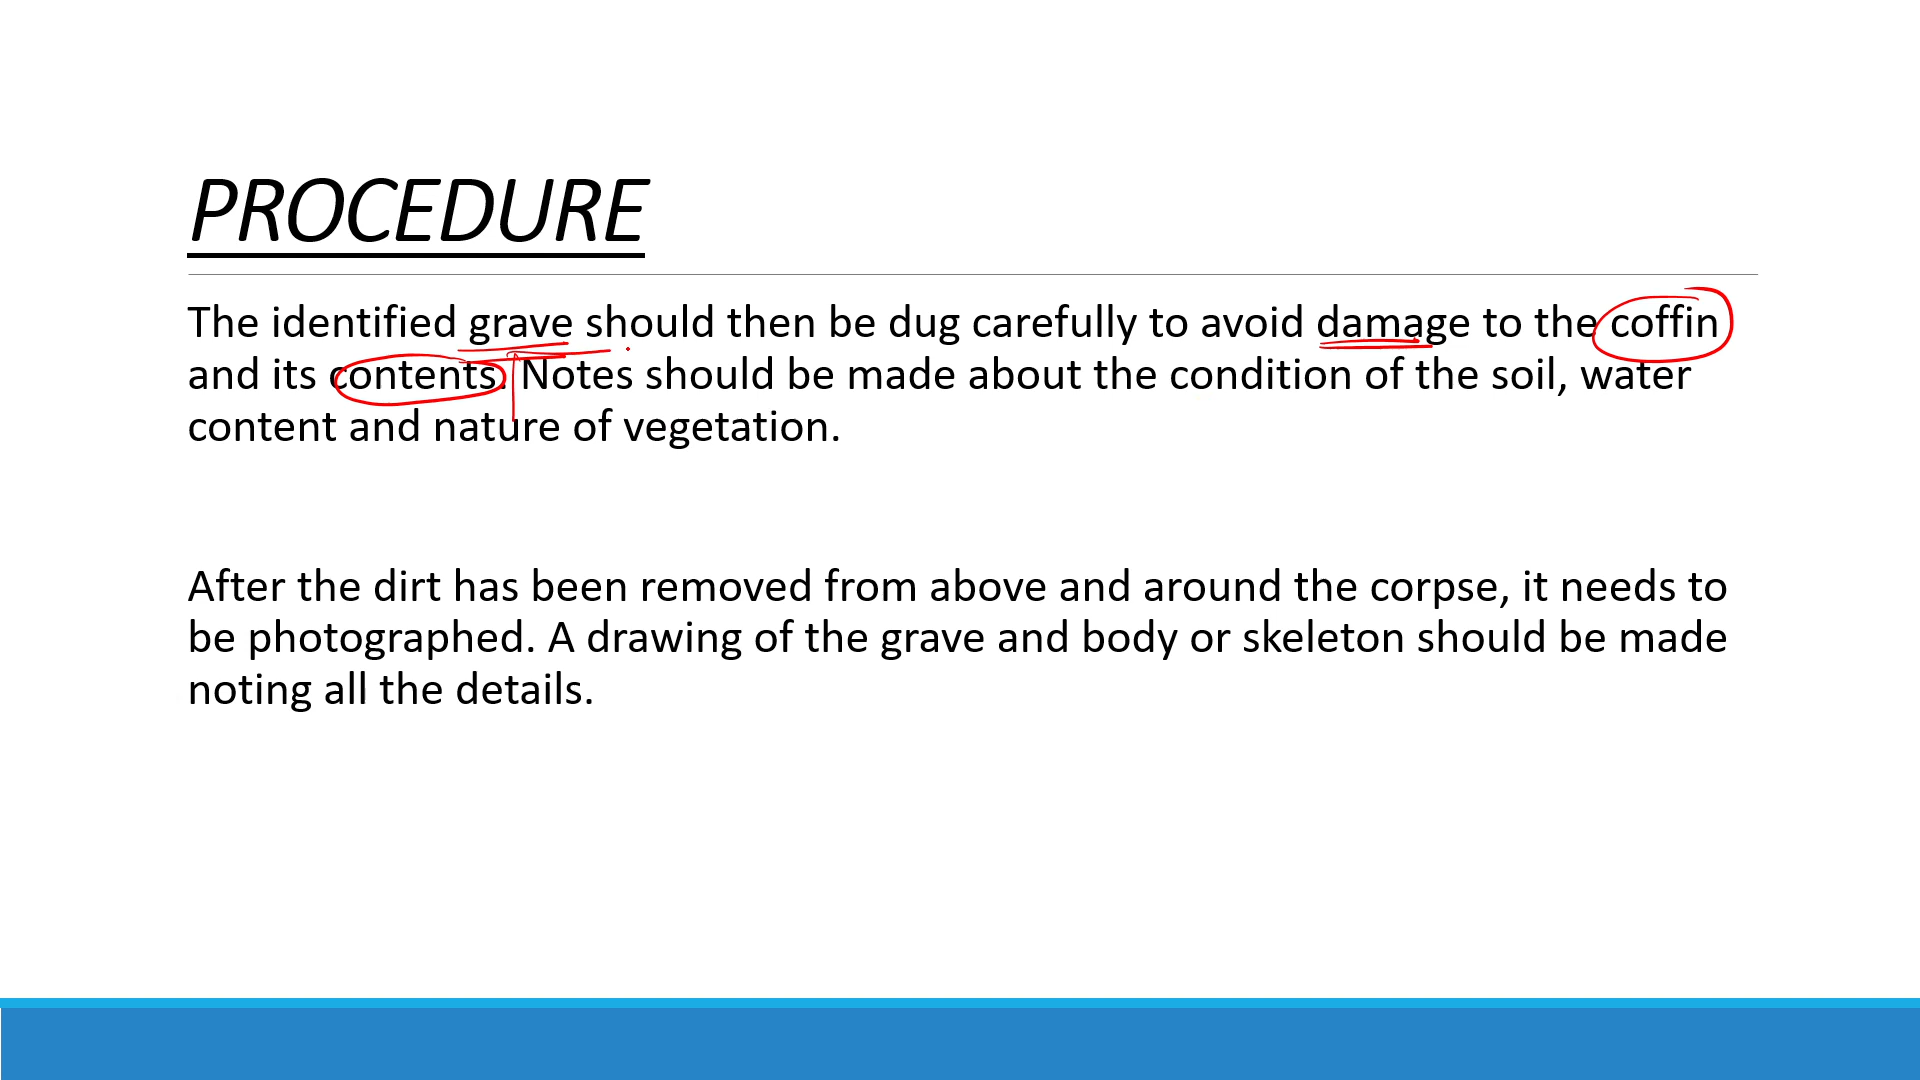 PROCEDURE
The identified grave should then be dug carefully to avoid damage to the coffin
and its contents. Notes should be made about the condition of the soil, water
content and nature of vegetation.
After the dirt has been removed from above and around the corpse, it needs to
be photographed. A drawing of the grave and body or skeleton should be made
noting all the details.